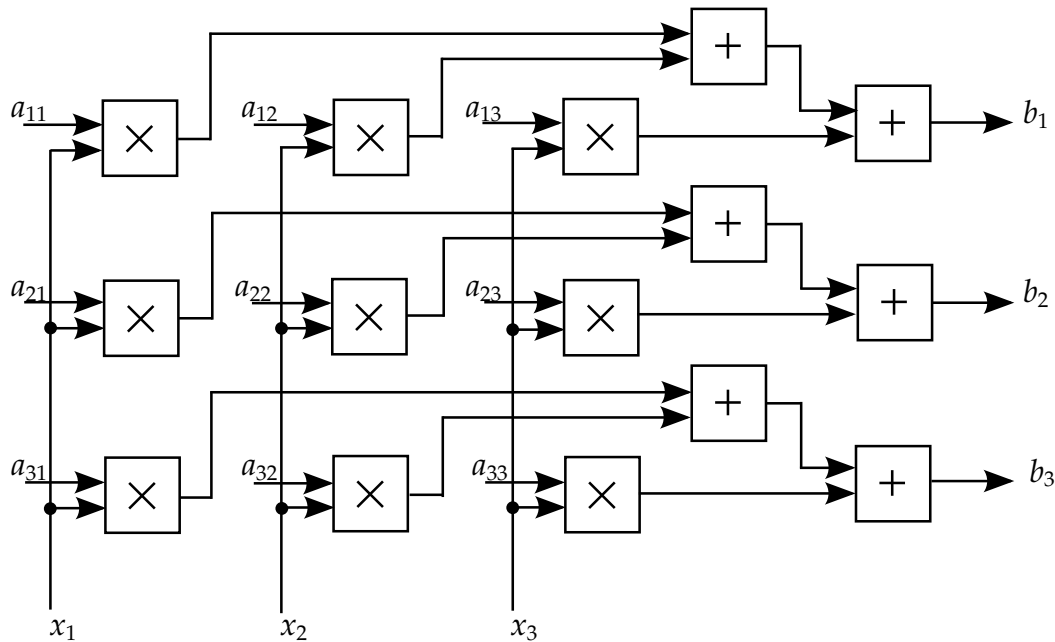 +
a₁₁ × a₁₂ × a₁₃ × + b₁
+
a₂₁ × a₂₂ × a₂₃ × + b₂
+
a₃₁ × a₃₂ × a₃₃ × + b₃
x₁ x₂ x₃